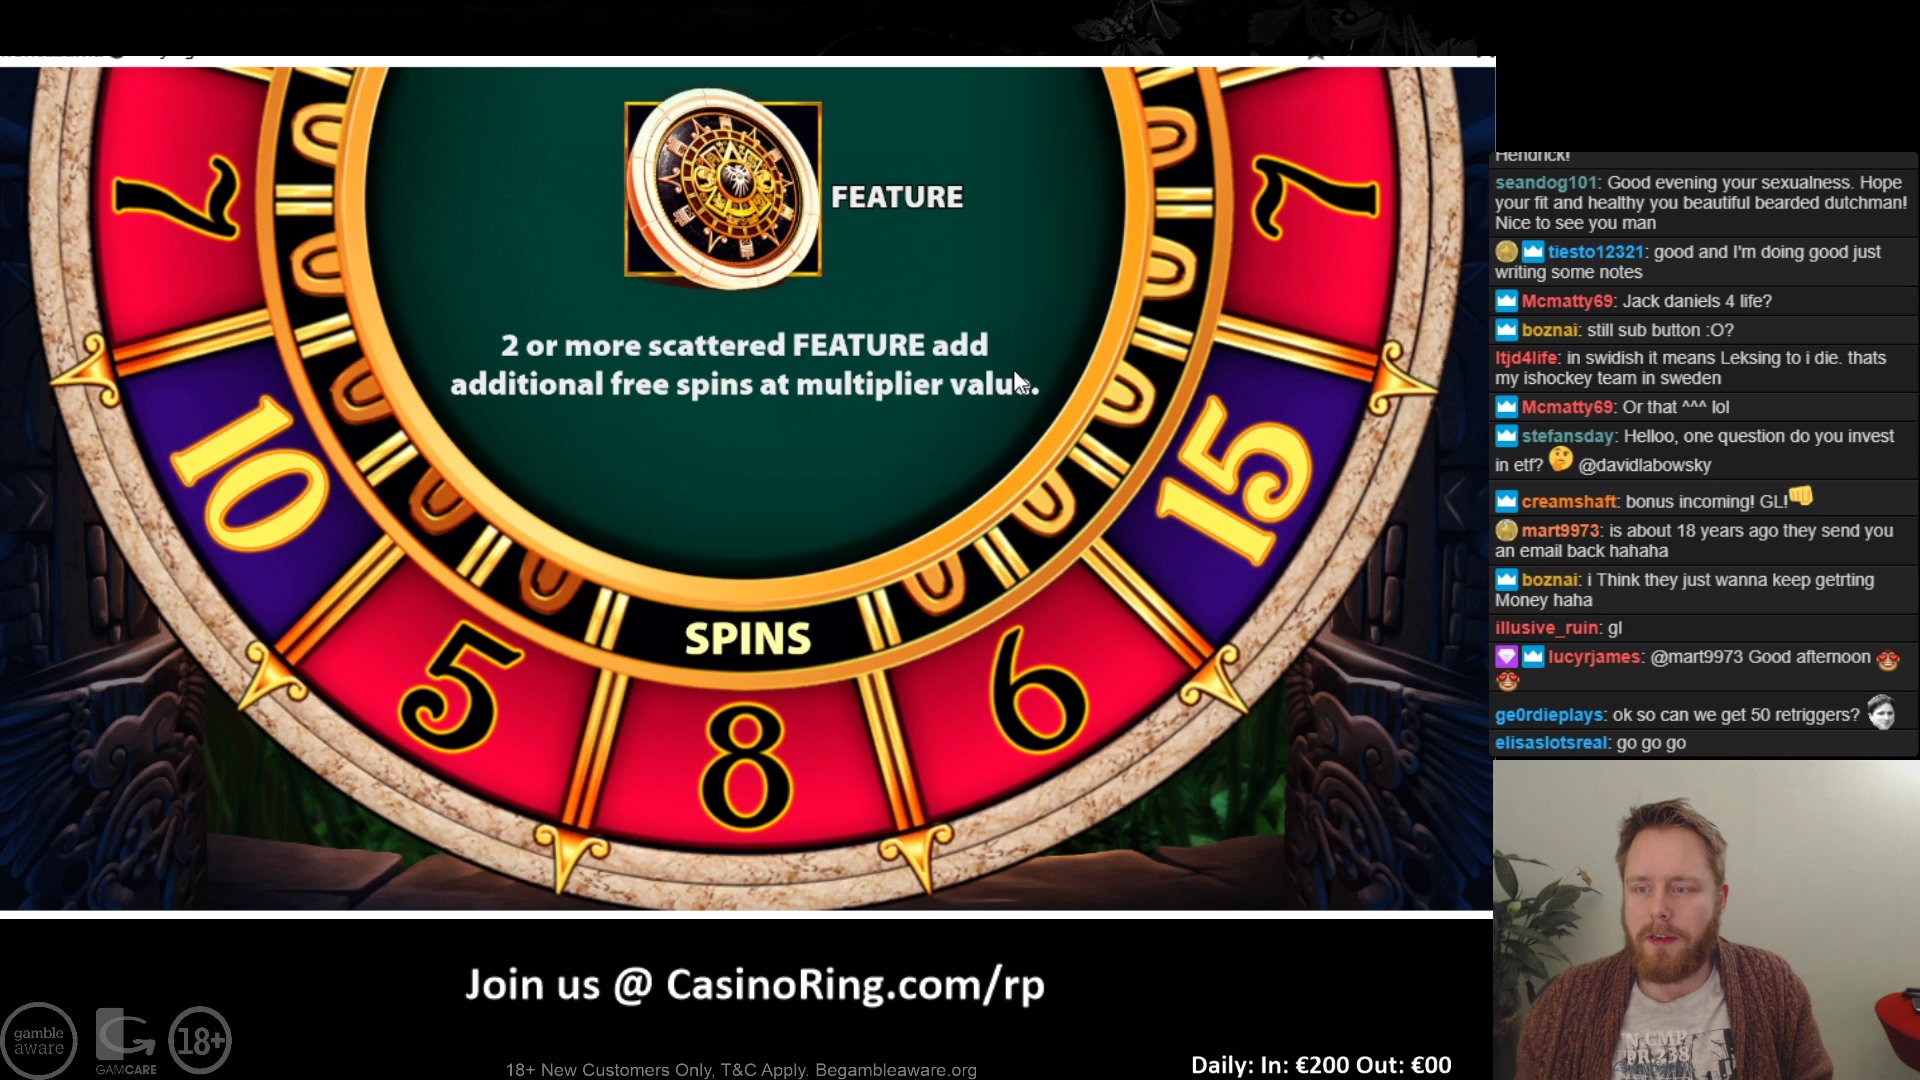 FEATURE
2 or more scattered FEATURE add
additional free spins at multiplier
7
7
10
15
5
8
6
SPINS
Hendrick!
seandog101: Good evening your sexualness. Hope
your fit and healthy you beautiful bearded dutchman!
Nice to see you man
tiesto12321: good and I'm doing good just
writing some notes
Mcmatty69: Jack daniels 4 life?
boznai: still sub button :O?
ltjd4life: in swidish it means Leksing to i die. thats
my ishockey team in sweden
Mcmatty69: Or that ^^^ lol
stefansday: Helloo, one question do you invest
in etf? @davidlabowsky
creamshaft: bonus incoming! GL!
mart9973: is about 18 years ago they send you
an email back hahaha
boznai: i Think they just wanna keep getrting
Money haha
illusive_ruin: gl
lucyrjames: @mart9973 Good afternoon
ge0rdieplays: ok so can we get 50 retriggers?
elisaslotsreal: go go go
Join us @ CasinoRing.com/rp
gamble
aware
GAMCARE
18+
18+ New Customers Only, T&C Apply. Begambleaware.org
Daily: In: €200 Out: €00
N.CMP
PR 238